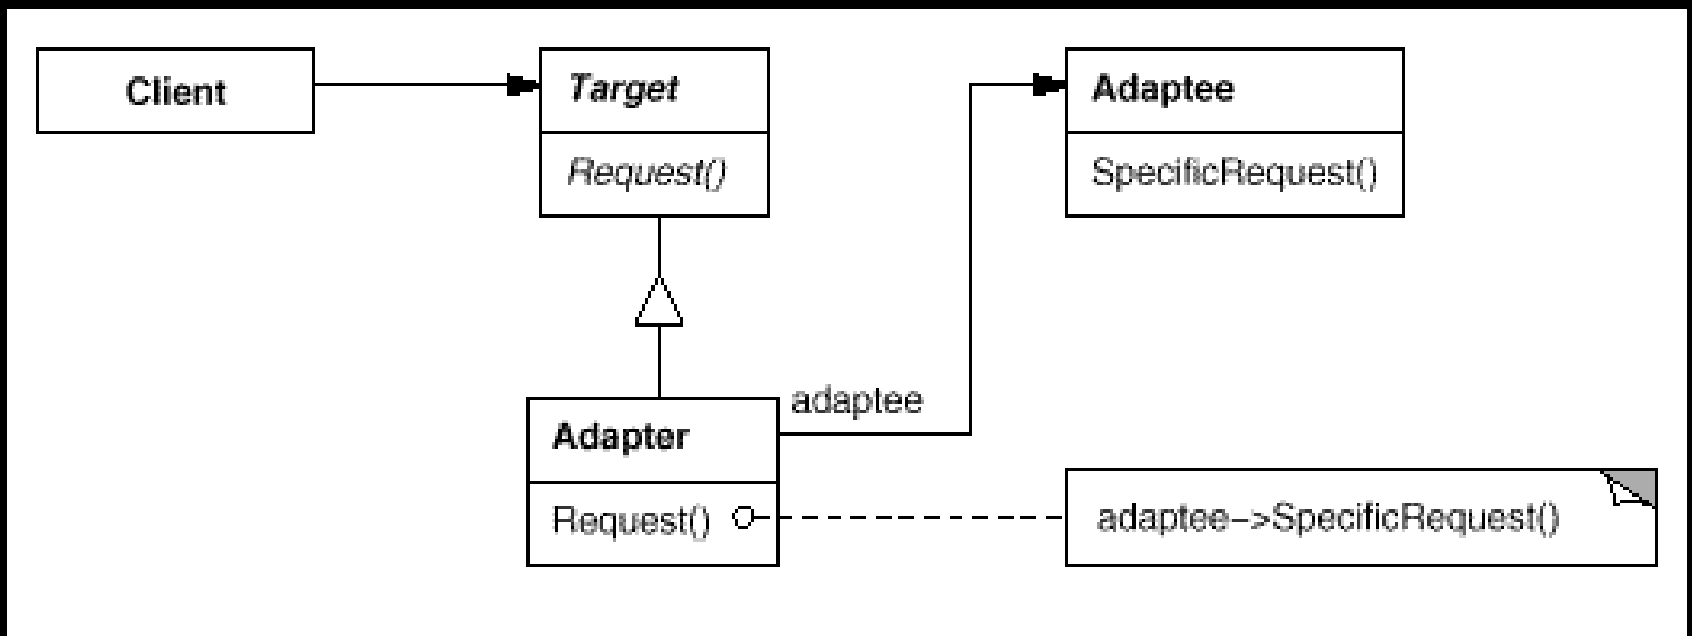 Client
Target
Request()
Adaptee
SpecificRequest()
adaptee
Adapter
Request()
adaptee->SpecificRequest()